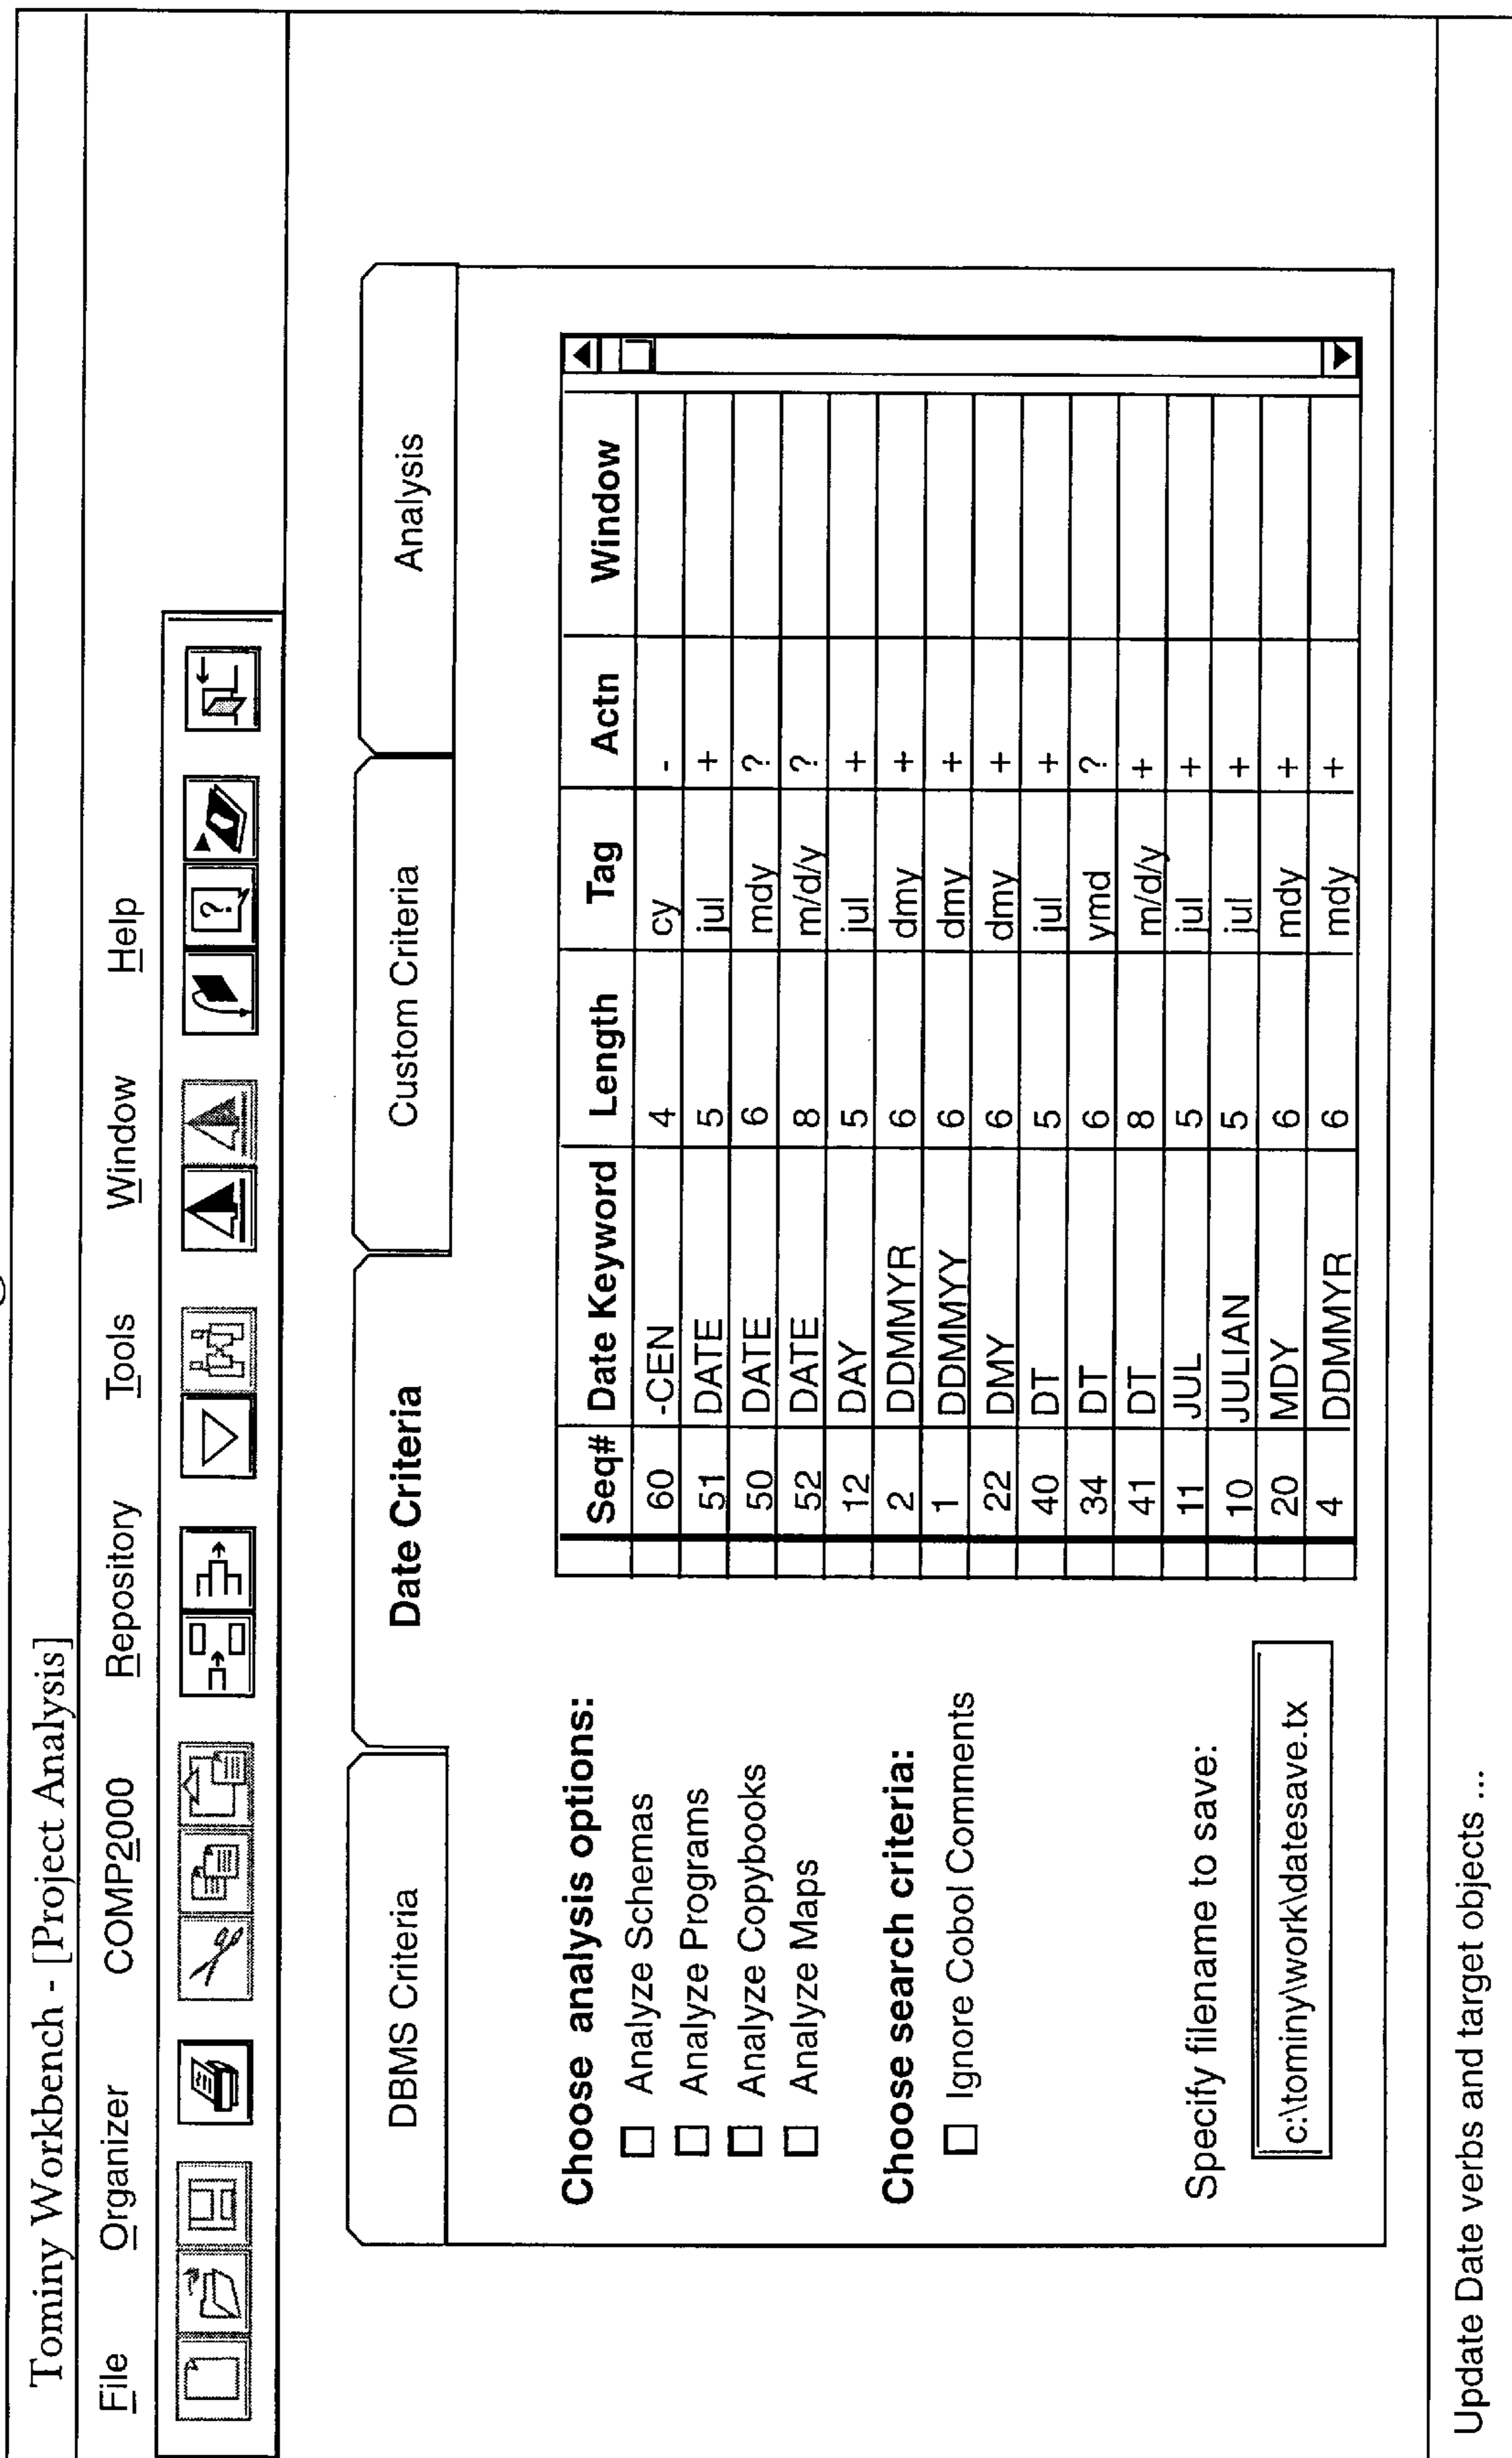 Tominy Workbench - [Project Analysis]
File Organizer COMP2000 Repository Tools Window Help
DBMS Criteria Date Criteria Custom Criteria Analysis
Choose analysis options:
Analyze Schemas
Analyze Programs
Analyze Copybooks
Analyze Maps
Choose search criteria:
Ignore Cobol Comments
Specify filename to save:
c:\tominy\work\datesave.tx
Seq# Date Keyword Length Tag Actn Window
60 -CEN 4 cy -
51 DATE 5 jul +
50 DATE 6 mdy ?
52 DATE 8 m/d/y ?
12 DAY 5 jul +
2 DDMMYR 6 dmy +
1 DDMMYY 6 dmy +
22 DMY 6 dmy +
40 DT 5 jul +
34 DT 6 ymd ?
41 DT 8 m/d/y +
11 JUL 5 jul +
10 JULIAN 5 jul +
20 MDY 6 mdy +
4 DDMMYR 6 mdy +
Update Date verbs and target objects ...